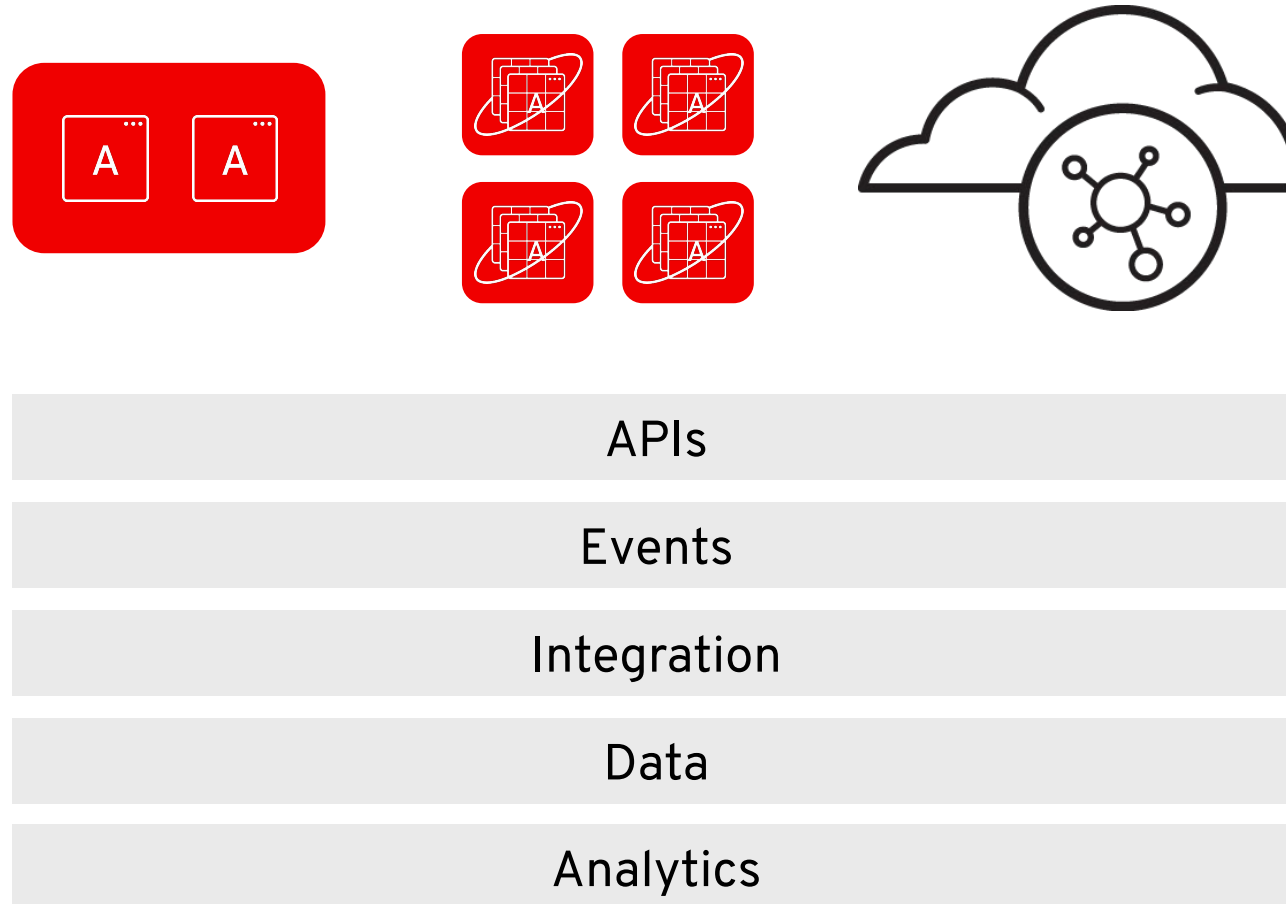 A A
A A
A A
APIs
Events
Integration
Data
Analytics